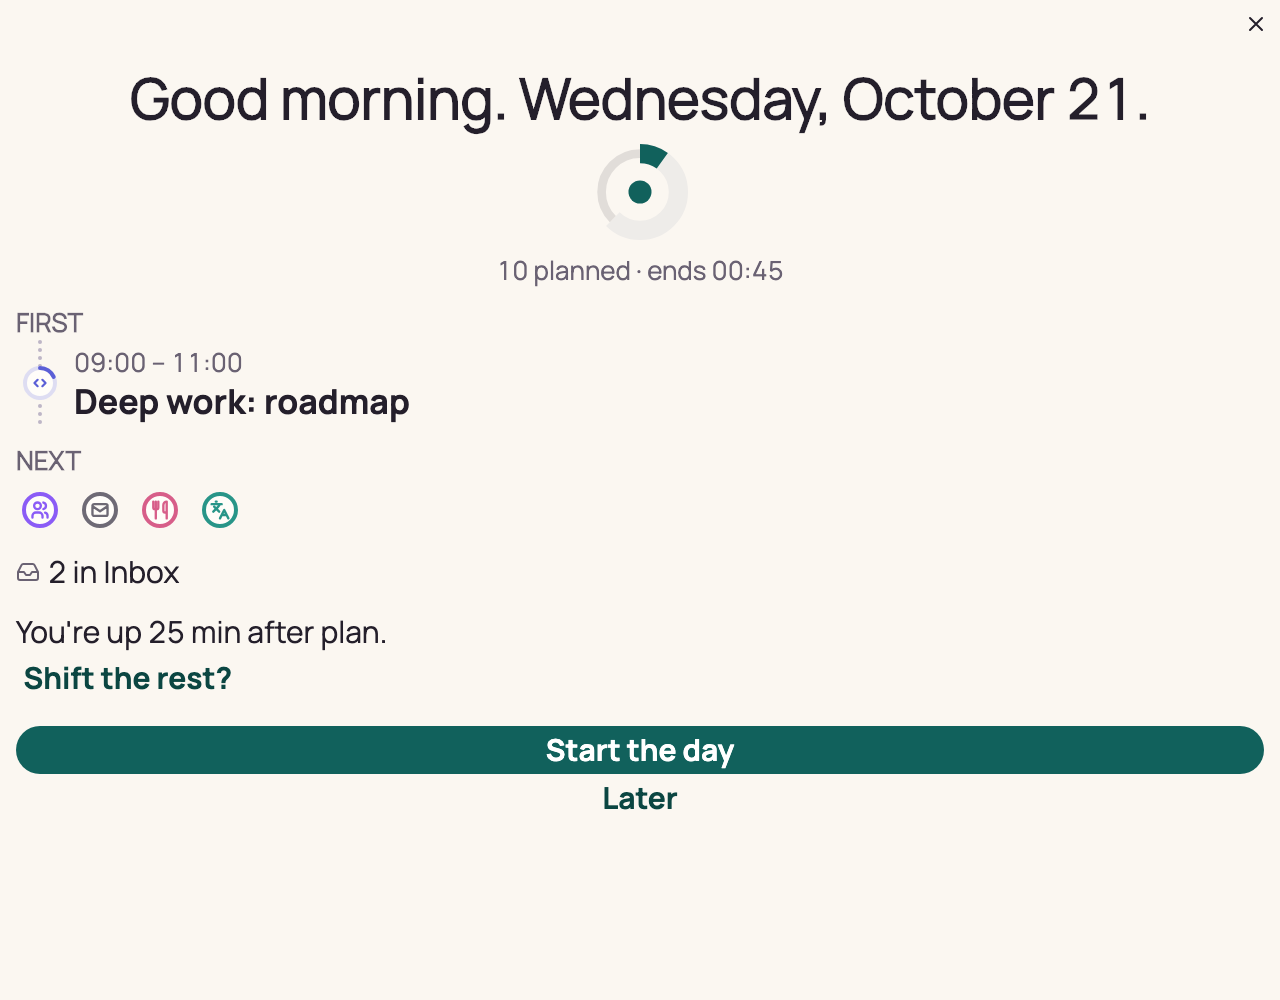 Good morning. Wednesday, October 21.
10 planned · ends 00:45
FIRST
09:00 – 11:00
Deep work: roadmap
NEXT
2 in Inbox
You're up 25 min after plan.
Shift the rest?
Start the day
Later